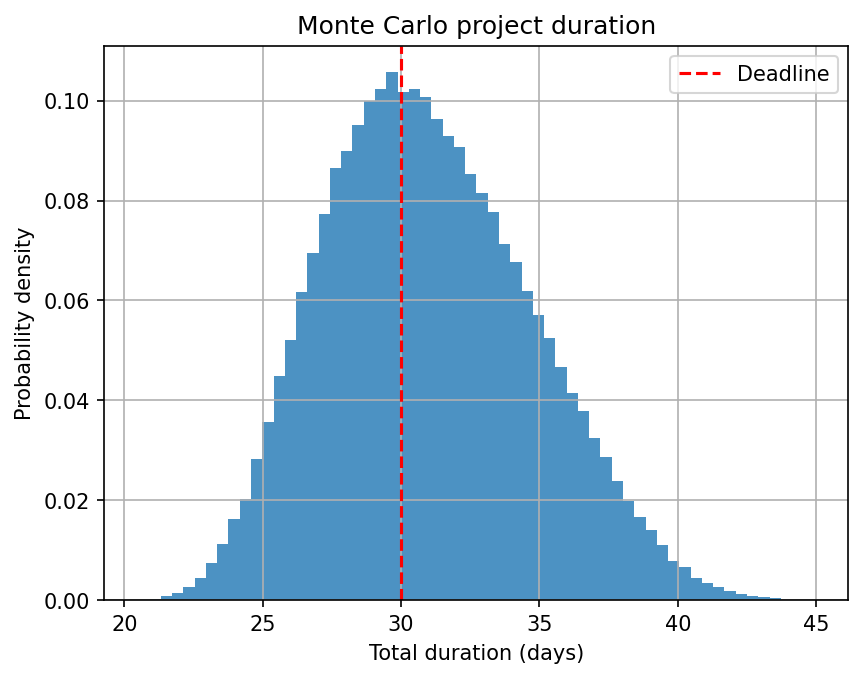 Monte Carlo project duration
Deadline
Probability density
0.10
0.08
0.06
0.04
0.02
0.00
20 25 30 35 40 45
Total duration (days)